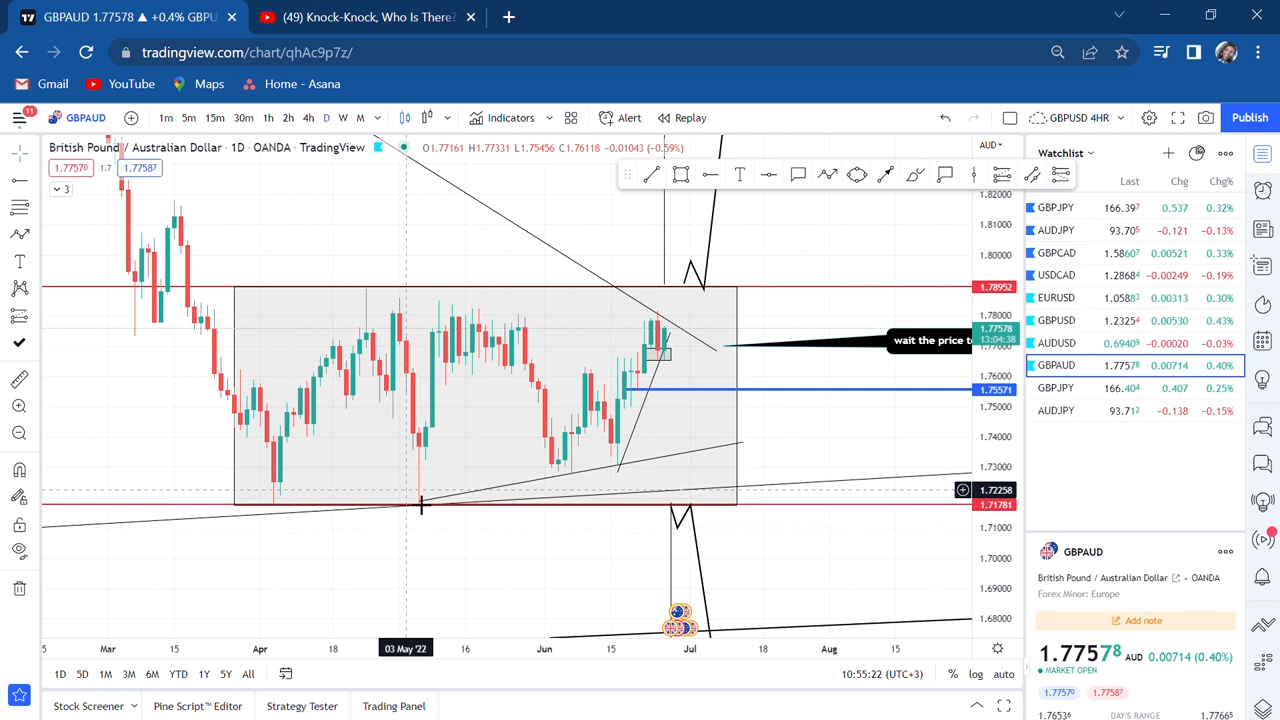 GBPAUD 1.77578 ▲ +0.4% GBPU
(49) Knock-Knock, Who Is There?
tradingview.com/chart/qhAc9p7z/
Gmail
YouTube
Maps
Home - Asana
11
GBPAUD
1m 5m 15m 30m 1h 2h 4h D W M
Indicators
Alert
Replay
GBPUSD 4HR
Publish
British Pound / Australian Dollar · 1D · OANDA · TradingView
O1.77161 H1.77331 L1.75456 C1.76118 −0.01043 (−0.59%)
AUD
1.77570
1.7
1.77587
3
1.82000
1.81000
1.80000
1.78952
1.78000
1.77578
13:04:38
1.77000
wait the price to
1.76000
1.75571
1.75000
1.74000
1.73000
1.72258
1.71781
1.71000
1.70000
1.69000
1.68000
5 Mar 15 Apr 18 03 May '22 16 Jun 15 Jul 18 Aug 15
1D 5D 1M 3M 6M YTD 1Y 5Y All
10:55:22 (UTC+3)
% log auto
Stock Screener
Pine Script™ Editor
Strategy Tester
Trading Panel
Watchlist
Last Chg Chg%
GBPJPY 166.397 0.537 0.32%
AUDJPY 93.705 −0.121 −0.13%
GBPCAD 1.58607 0.00521 0.33%
USDCAD 1.28684 −0.00249 −0.19%
EURUSD 1.05883 0.00313 0.30%
GBPUSD 1.23254 0.00530 0.43%
AUDUSD 0.69409 −0.00020 −0.03%
GBPAUD 1.77578 0.00714 0.40%
GBPJPY 166.404 0.407 0.25%
AUDJPY 93.712 −0.138 −0.15%
GBPAUD
British Pound / Australian Dollar • OANDA
Forex Minor: Europe
Add note
1.77578 AUD 0.00714 (0.40%)
MARKET OPEN
1.77570
1.77587
1.76536 DAY'S RANGE 1.77665